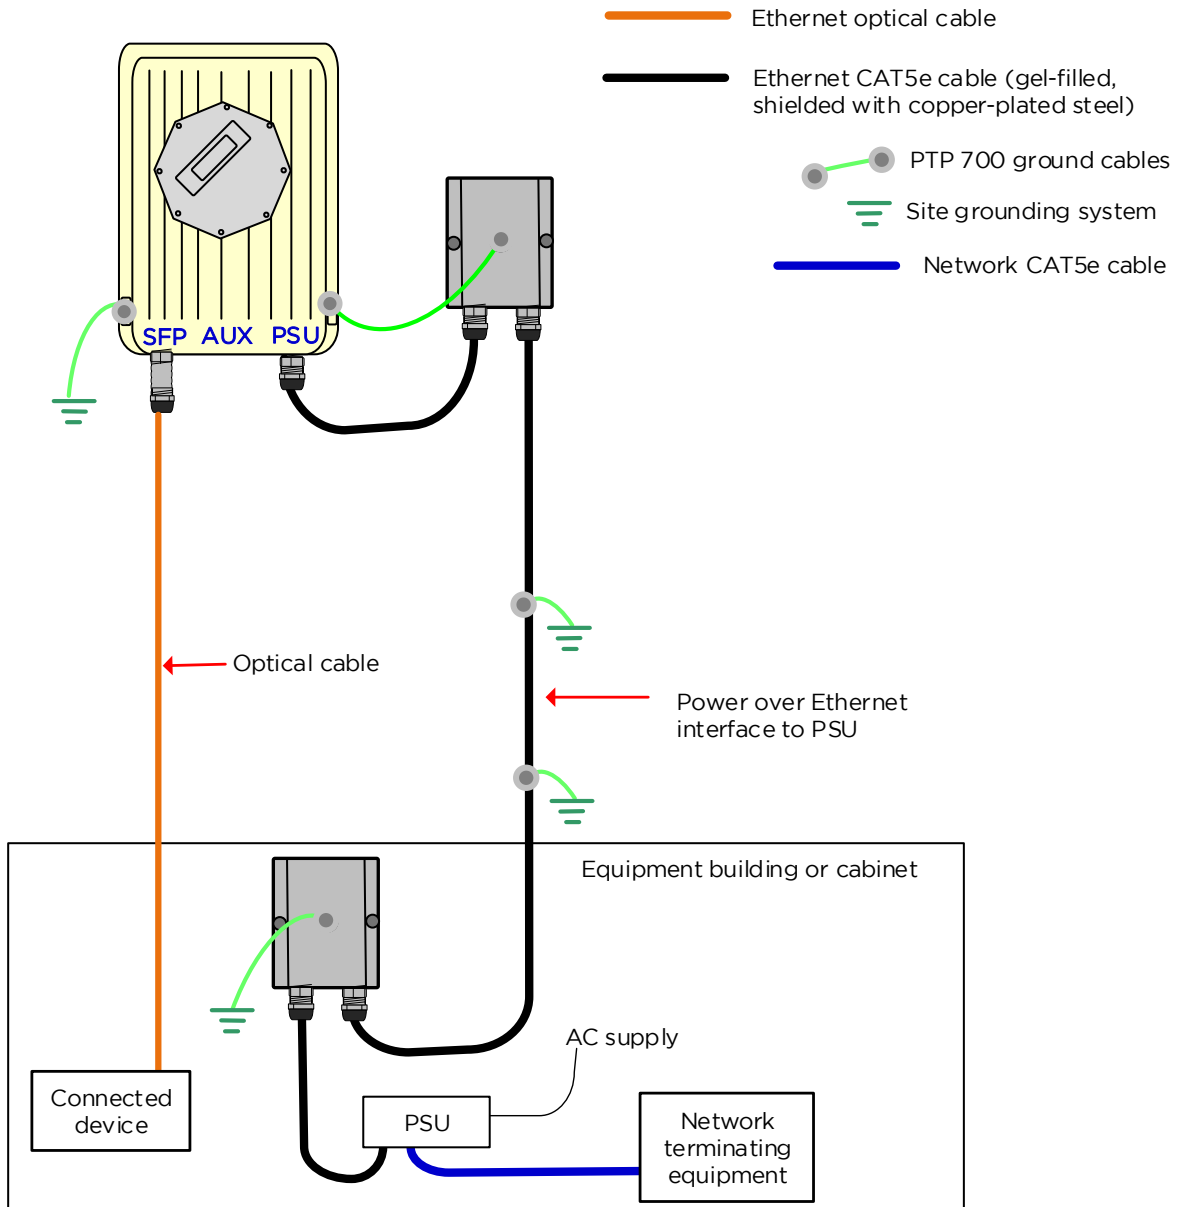 Ethernet optical cable
Ethernet CAT5e cable (gel-filled,
shielded with copper-plated steel)
PTP 700 ground cables
Site grounding system
Network CAT5e cable
SFP AUX PSU
Optical cable
Power over Ethernet
interface to PSU
Equipment building or cabinet
AC supply
Connected
device
PSU
Network
terminating
equipment